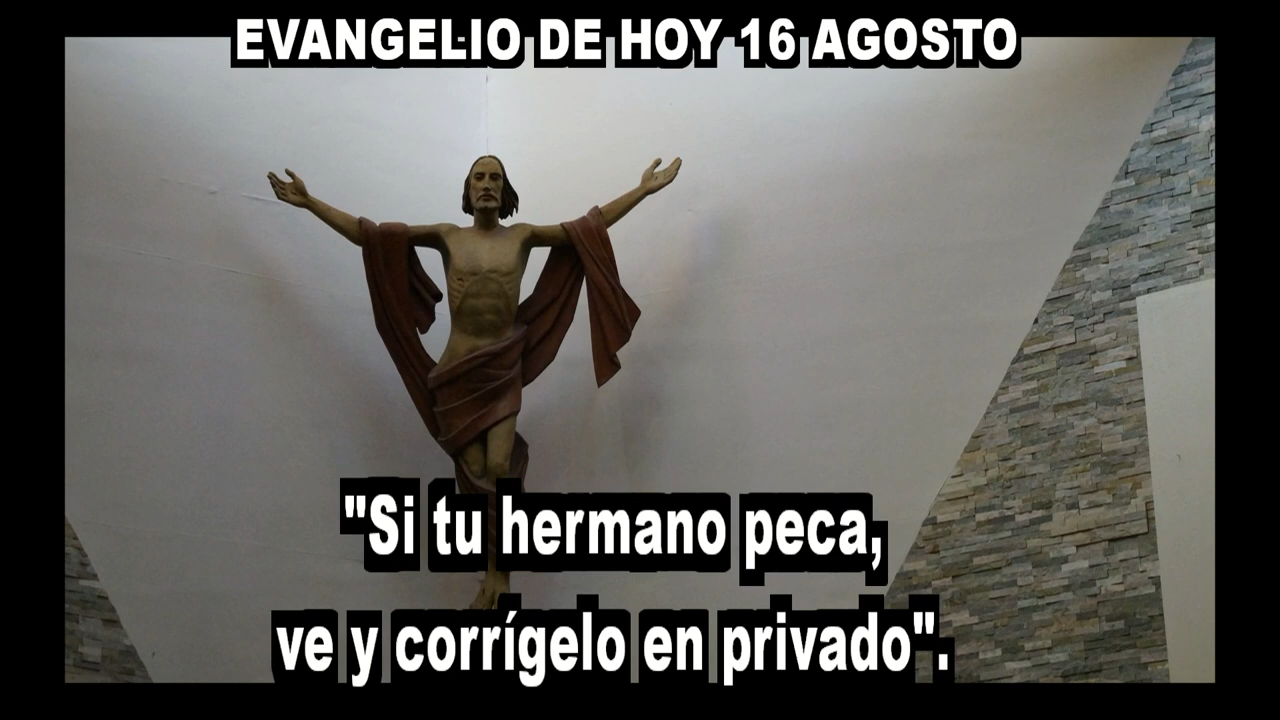 EVANGELIO DE HOY 16 AGOSTO
"Si tu hermano peca,
ve y corrígelo en privado".